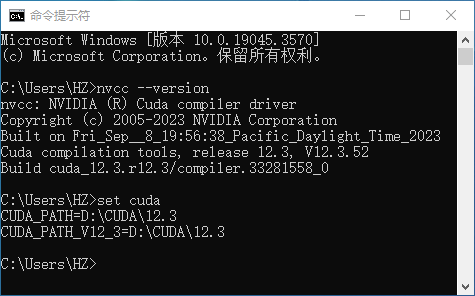 命令提示符
Microsoft Windows [版本 10.0.19045.3570]
(c) Microsoft Corporation。保留所有权利。
C:\Users\HZ>nvcc --version
nvcc: NVIDIA (R) Cuda compiler driver
Copyright (c) 2005-2023 NVIDIA Corporation
Built on Fri_Sep__8_19:56:38_Pacific_Daylight_Time_2023
Cuda compilation tools, release 12.3, V12.3.52
Build cuda_12.3.r12.3/compiler.33281558_0
C:\Users\HZ>set cuda
CUDA_PATH=D:\CUDA\12.3
CUDA_PATH_V12_3=D:\CUDA\12.3
C:\Users\HZ>